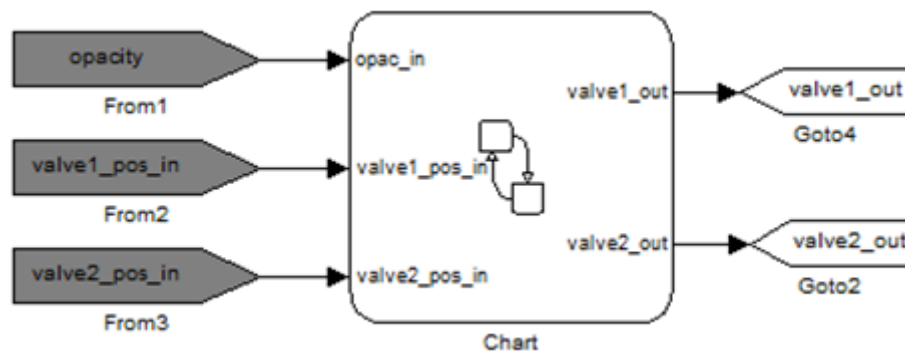 opacity
From1
valve1_pos_in
From2
valve2_pos_in
From3
opac_in
valve1_pos_in
valve2_pos_in
valve1_out
valve2_out
Chart
valve1_out
Goto4
valve2_out
Goto2